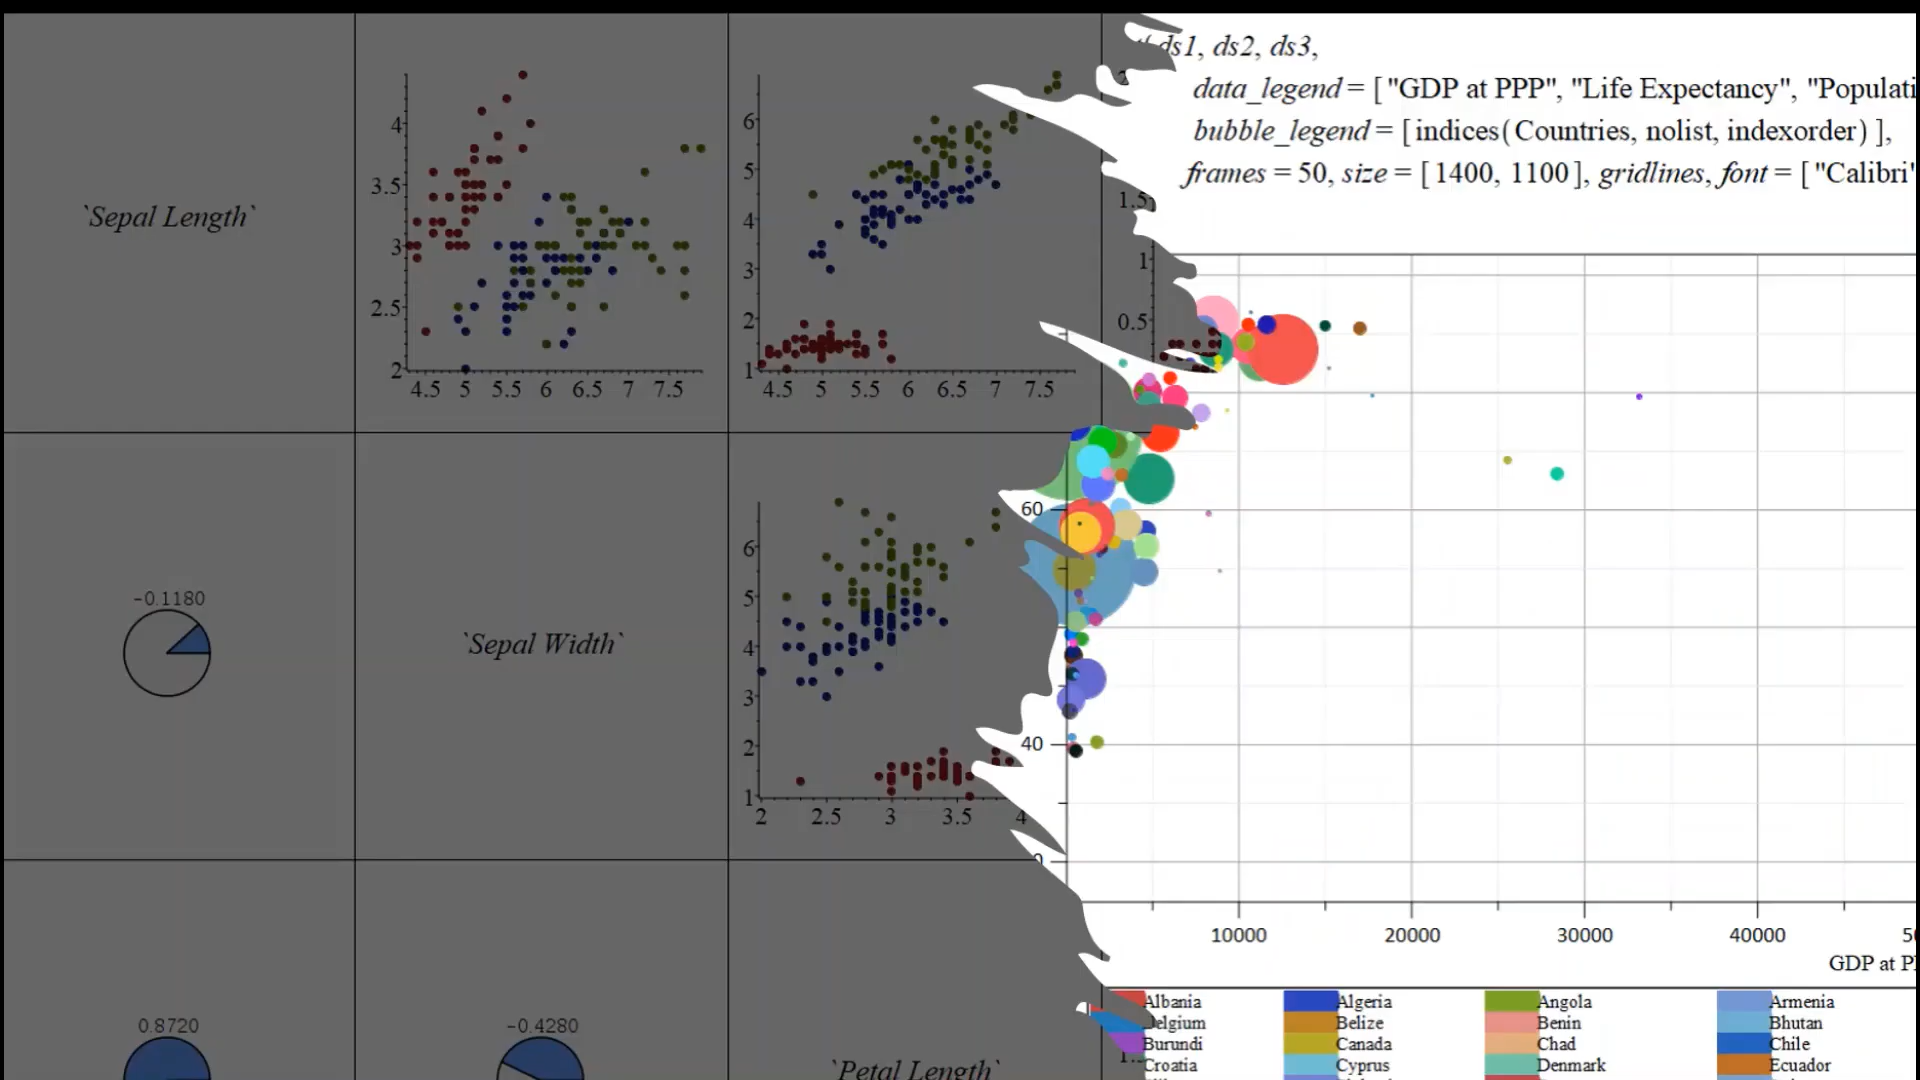 ds1, ds2, ds3,
data_legend = [ "GDP at PPP", "Life Expectancy",
bubble_legend = [ indices( Countries, nolist, indexorder ) ],
frames = 50, size = [ 1400, 1100 ], gridlines, font = [ "Calibri"
`Sepal Length`
4
3.5
3
2.5
2
4.5 5 5.5 6 6.5 7 7.5
6
5
4
3
2
1
4.5 5 5.5 6 6.5 7 7.5
1.5
1
0.5
-0.1180
`Sepal Width`
6
5
4
3
2
1
2 2.5 3 3.5 4
60
40
10000 20000 30000 40000
GDP at
0.8720
-0.4280
`Petal Length`
Albania Algeria Angola Armenia
Belgium Belize Benin Bhutan
Burundi Canada Chad Chile
Croatia Cyprus Denmark Ecuador